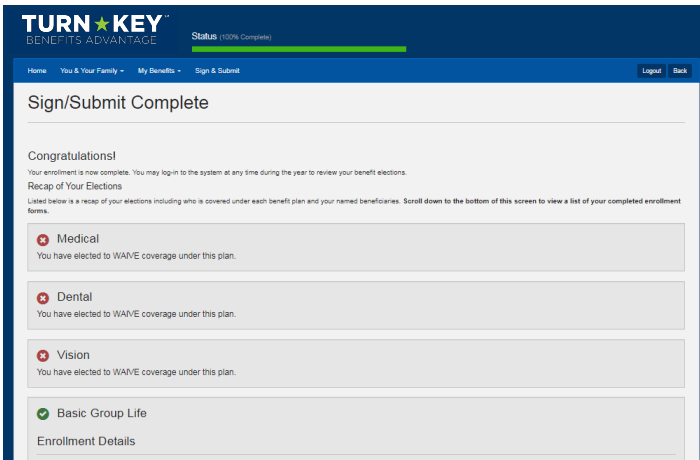 TURN★KEY™
BENEFITS ADVANTAGE
Status (100% Complete)
Home You & Your Family My Benefits Sign & Submit Logout Back
Sign/Submit Complete
Congratulations!
Your enrollment is now complete. You may log-in to the system at any time during the year to review your benefit elections.
Recap of Your Elections
Listed below is a recap of your elections including who is covered under each benefit plan and your named beneficiaries. Scroll down to the bottom of this screen to view a list of your completed enrollment
forms.
Medical
You have elected to WAIVE coverage under this plan.
Dental
You have elected to WAIVE coverage under this plan.
Vision
You have elected to WAIVE coverage under this plan.
Basic Group Life
Enrollment Details